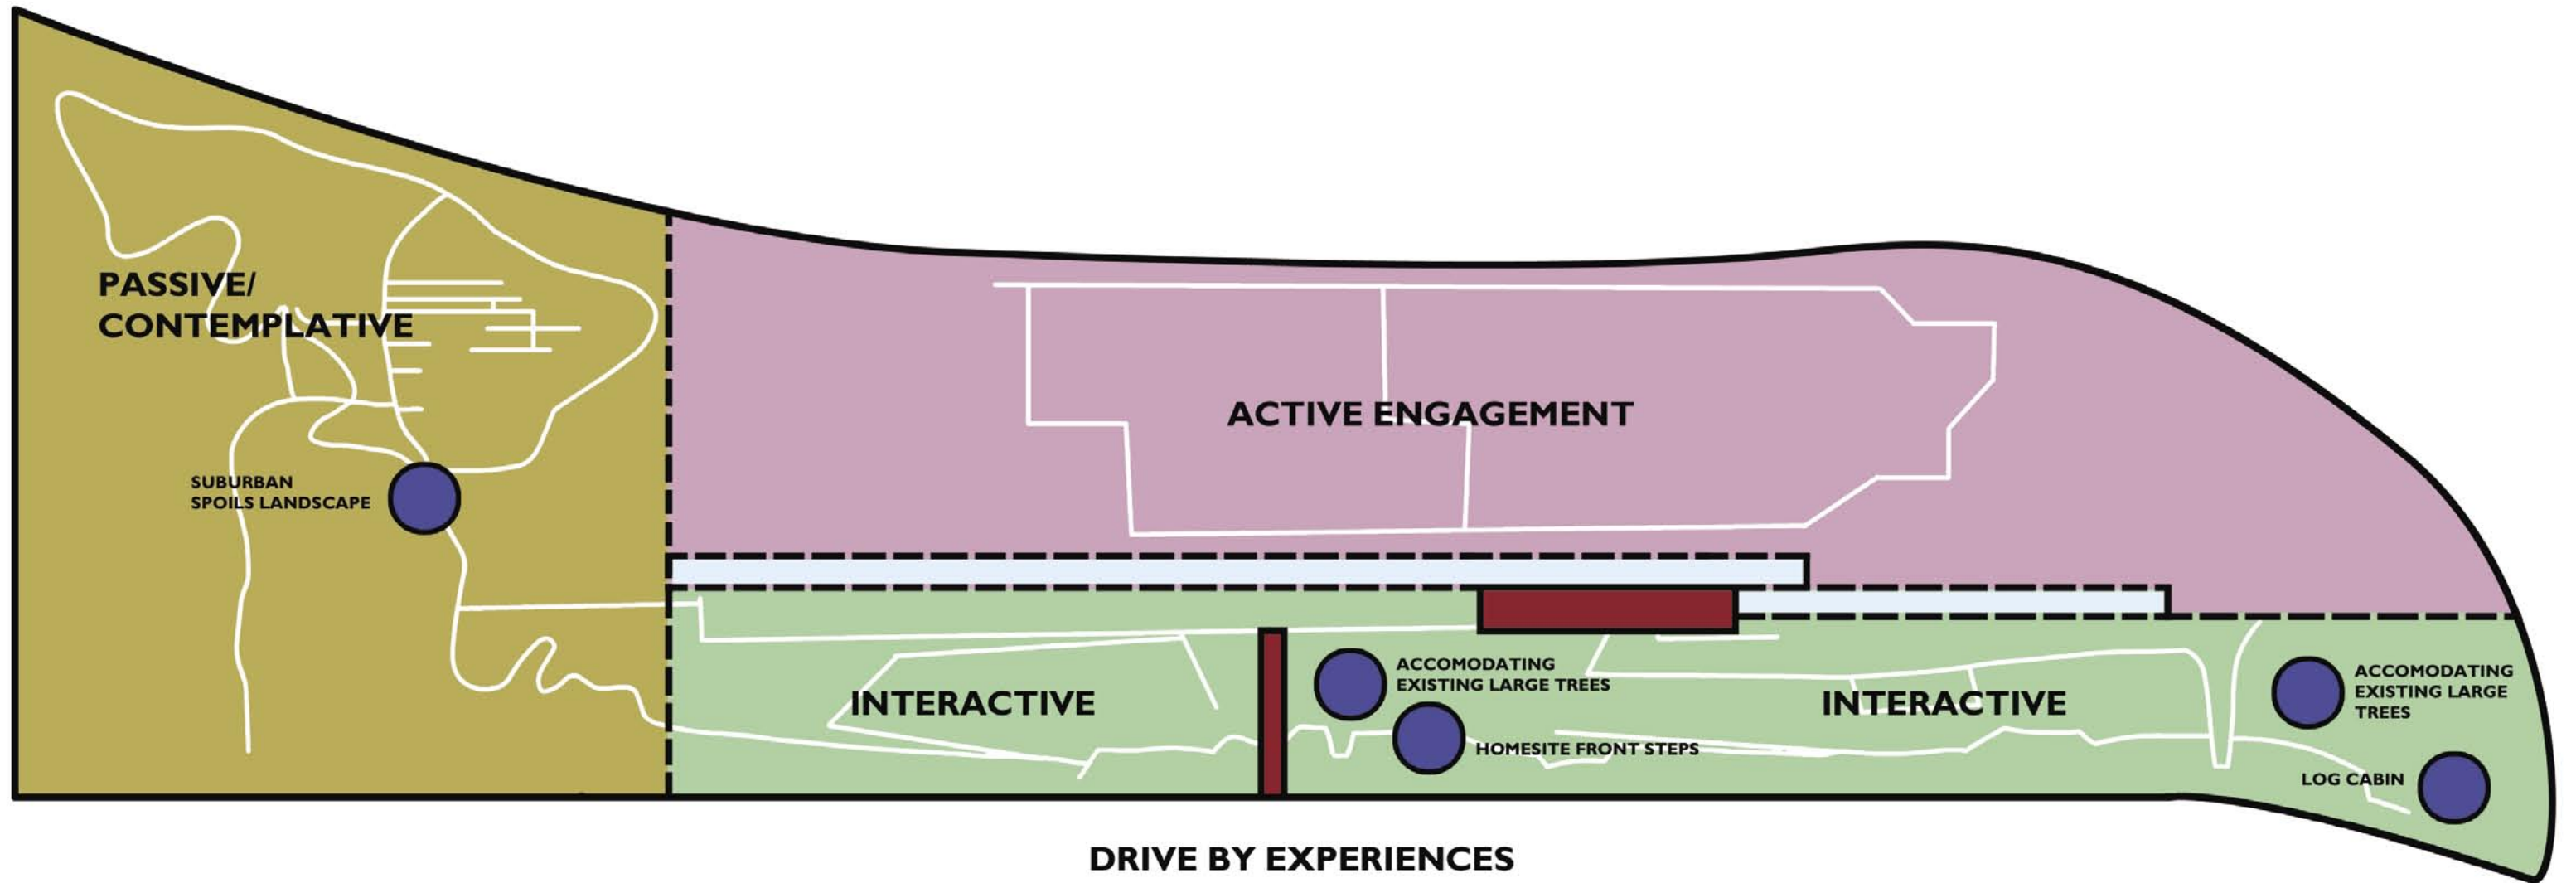 PASSIVE/
CONTEMPLATIVE
SUBURBAN
SPOILS LANDSCAPE
ACTIVE ENGAGEMENT
INTERACTIVE
ACCOMODATING
EXISTING LARGE TREES
HOMESITE FRONT STEPS
INTERACTIVE
ACCOMODATING
EXISTING LARGE
TREES
LOG CABIN
DRIVE BY EXPERIENCES